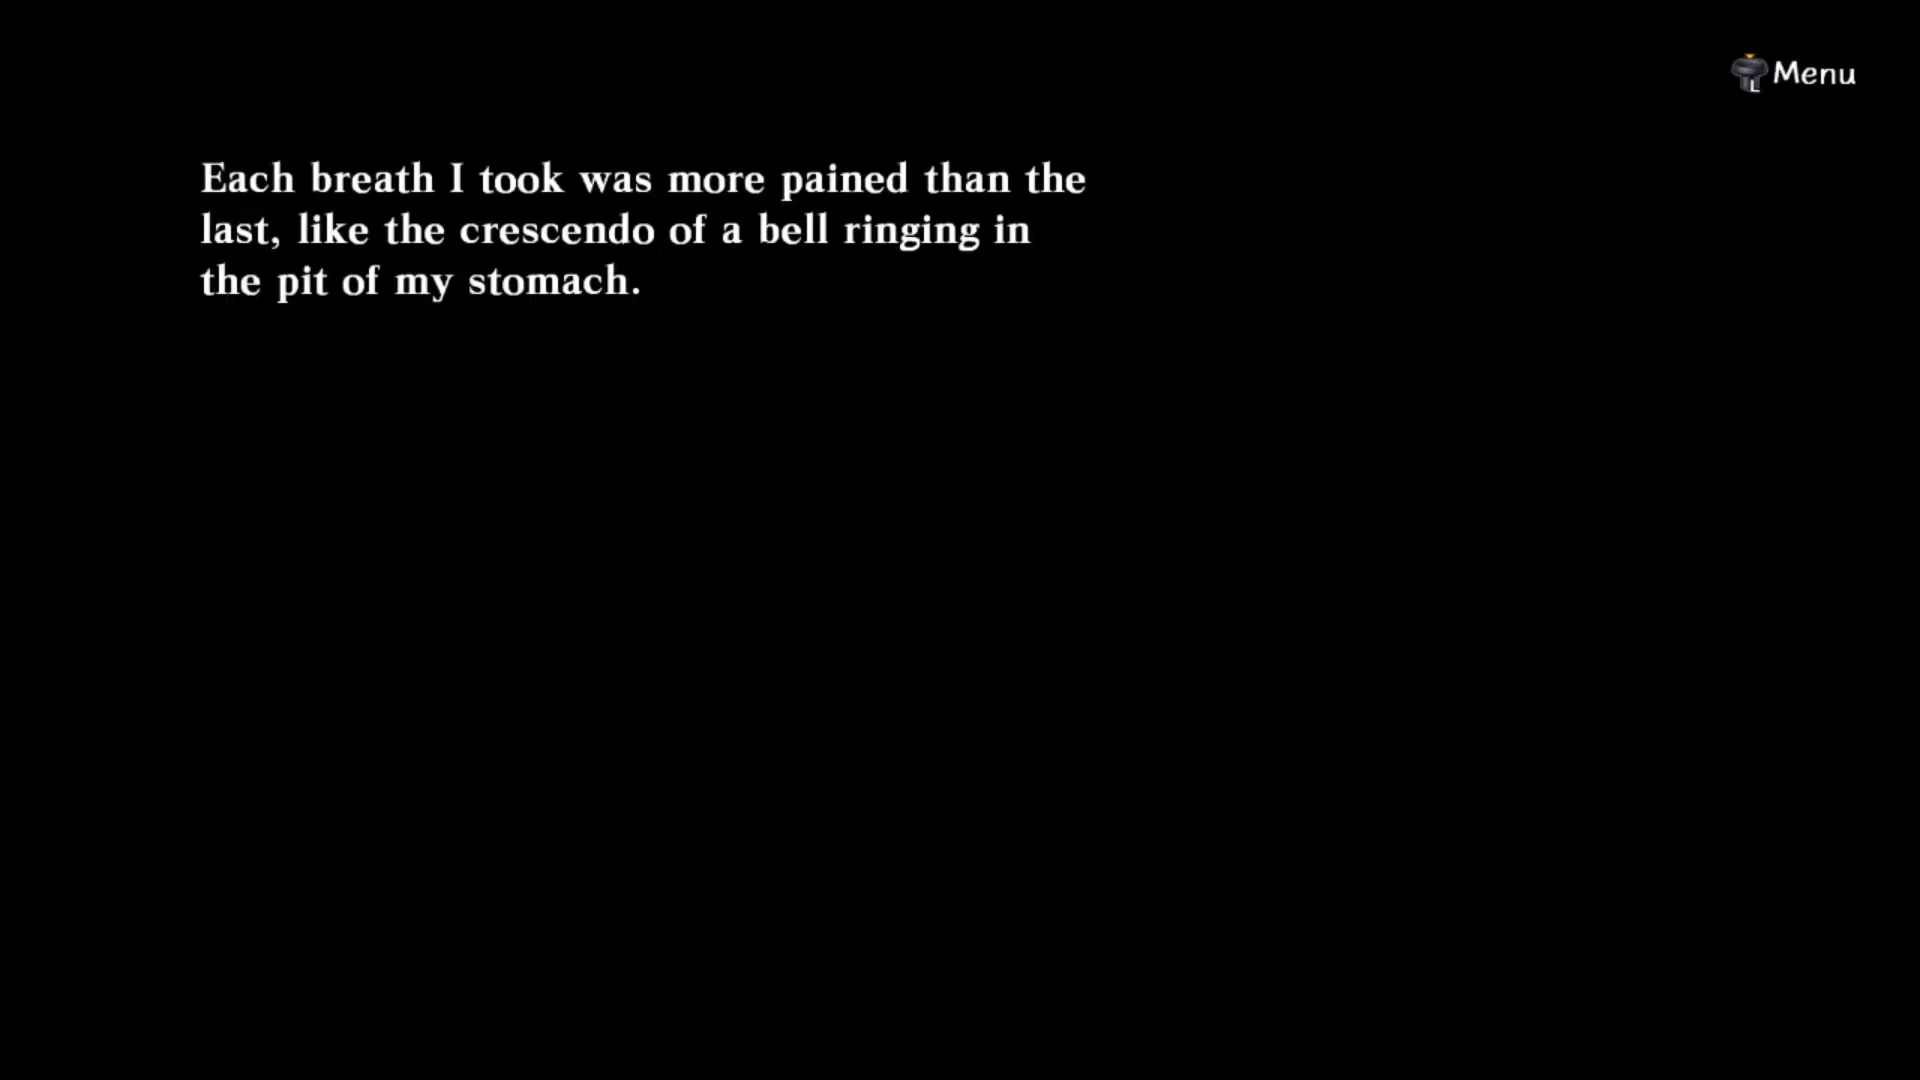 L Menu
Each breath I took was more pained than the
last, like the crescendo of a bell ringing in
the pit of my stomach.